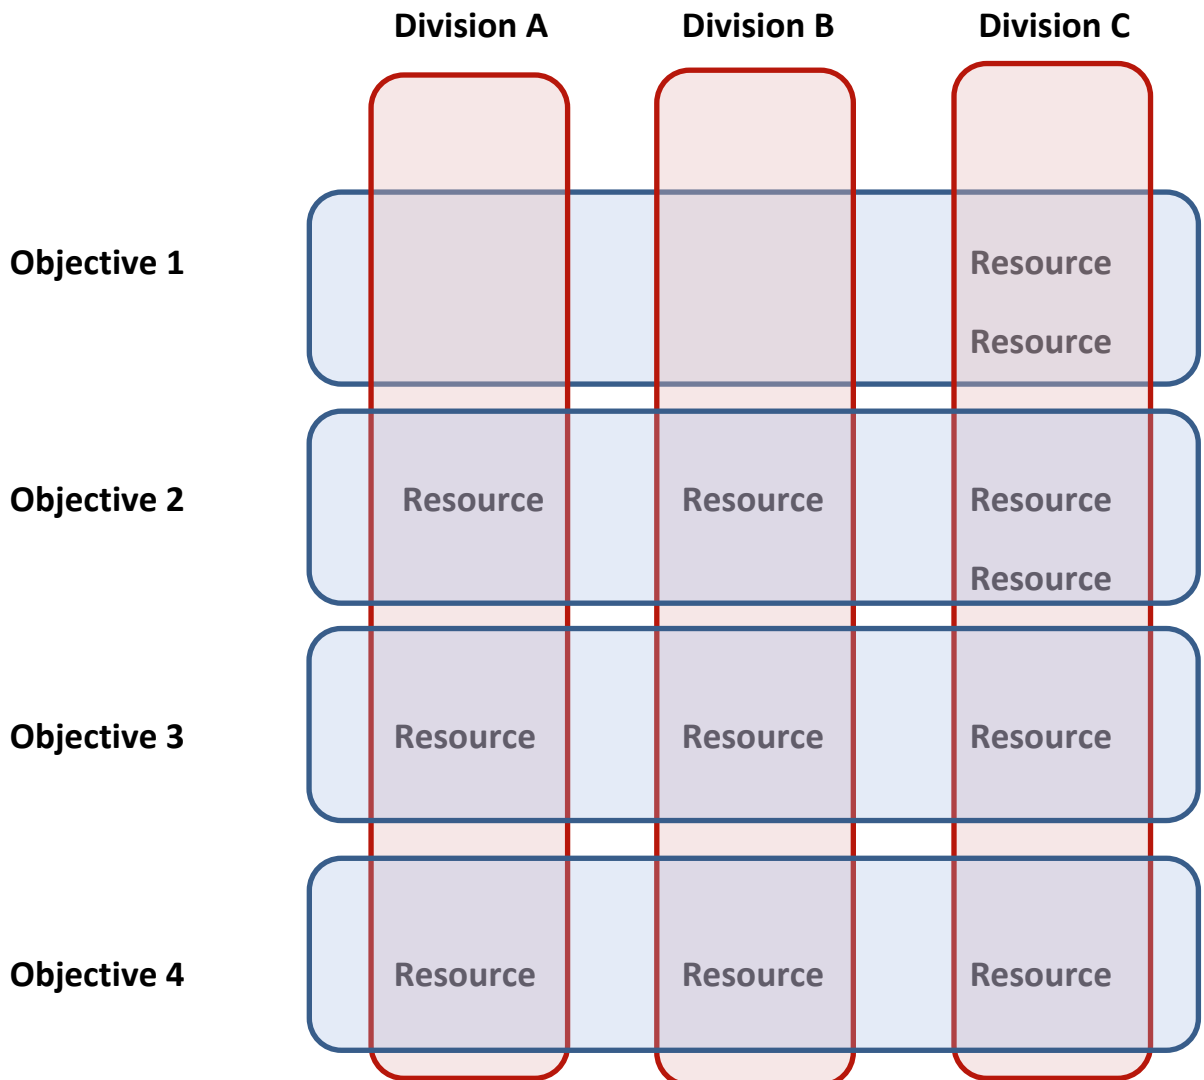 Division A Division B Division C
Objective 1 Resource
Resource
Objective 2 Resource Resource Resource
Resource
Objective 3 Resource Resource Resource
Objective 4 Resource Resource Resource